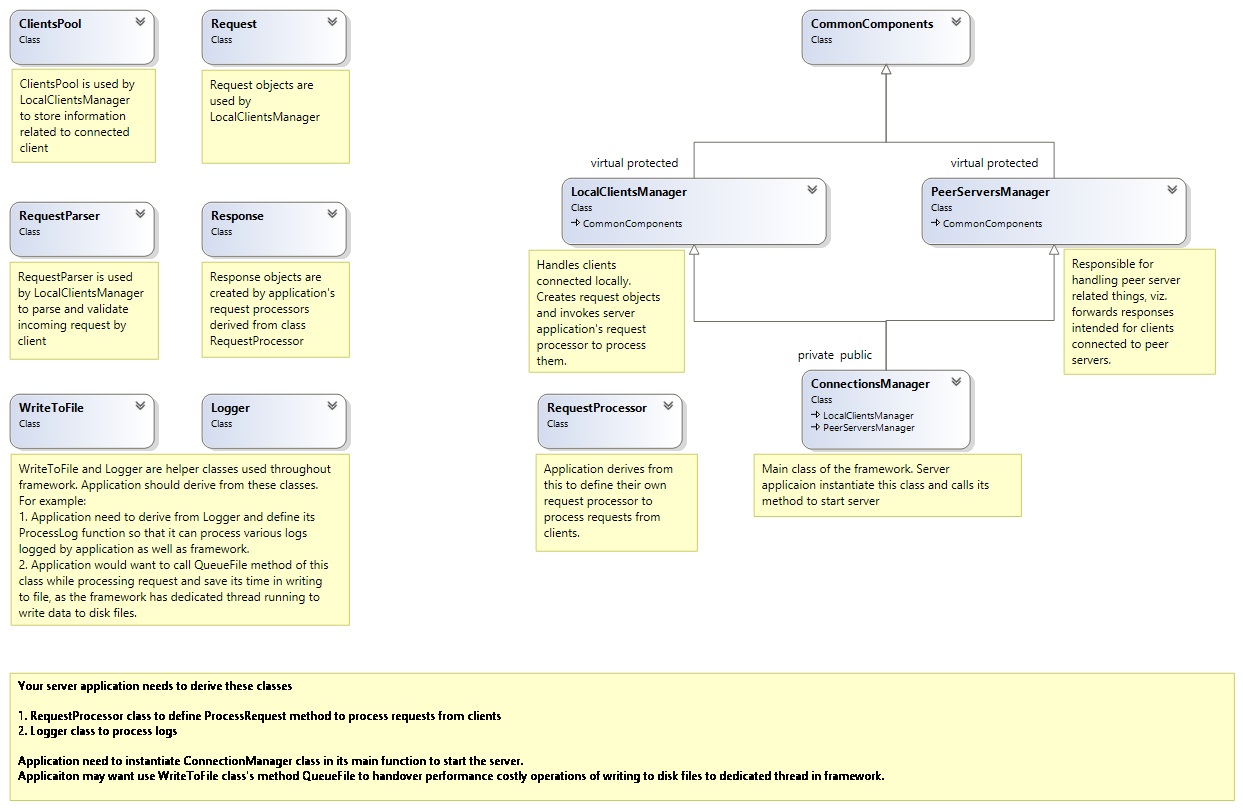 ClientsPool
Class
ClientsPool is used by
LocalClientsManager
to store information
related to connected
client
Request
Class
Request objects are
used by
LocalClientsManager
CommonComponents
Class
virtual protected
virtual protected
LocalClientsManager
Class
CommonComponents
PeerServersManager
Class
CommonComponents
RequestParser
Class
RequestParser is used
by LocalClientsManager
to parse and validate
incoming request by
client
Response
Class
Response objects are
created by application's
request processors
derived from class
RequestProcessor
Handles clients
connected locally.
Creates request objects
and invokes server
application's request
processor to process
them.
Responsible for
handling peer server
related things, viz.
forwards responses
intended for clients
connected to peer
servers.
private public
WriteToFile
Class
Logger
Class
WriteToFile and Logger are helper classes used throughout
framework. Application should derive from these classes.
For example:
1. Application need to derive from Logger and define its
ProcessLog function so that it can process various logs
logged by application as well as framework.
2. Application would want to call QueueFile method of this
class while processing request and save its time in writing
to file, as the framework has dedicated thread running to
write data to disk files.
RequestProcessor
Class
Application derives from
this to define their own
request processor to
process requests from
clients.
ConnectionsManager
Class
LocalClientsManager
PeerServersManager
Main class of the framework. Server
applicaion instantiate this class and calls its
method to start server
Your server application needs to derive these classes
1. RequestProcessor class to define ProcessRequest method to process requests from clients
2. Logger class to process logs
Application need to instantiate ConnectionManager class in its main function to start the server.
Applicaiton may want use WriteToFile class's method QueueFile to handover performance costly operations of writing to disk files to dedicated thread in framework.